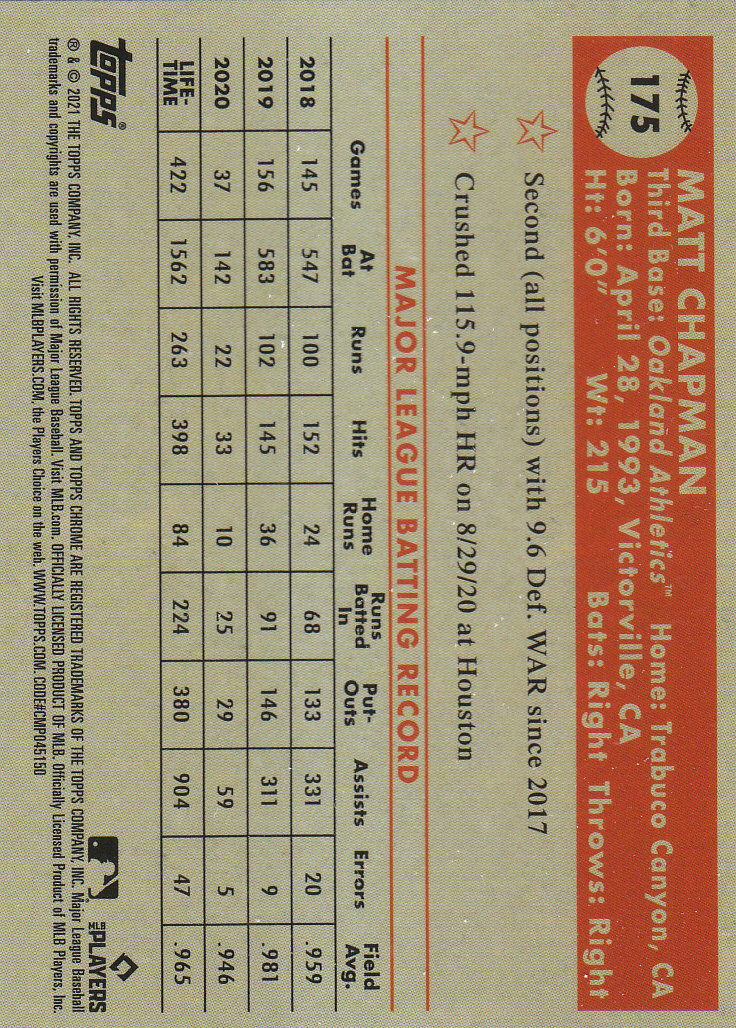 175
MATT CHAPMAN
Third Base: Oakland Athletics™ Home: Trabuco Canyon, CA
Born: April 28, 1993, Victorville, CA
Ht: 6'0" Wt: 215 Bats: Right Throws: Right
Second (all positions) with 9.6 Def. WAR since 2017
Crushed 115.9-mph HR on 8/29/20 at Houston
MAJOR LEAGUE BATTING RECORD
Games At Bat Runs Hits Home Runs Runs Batted In Put-Outs Assists Errors Field Avg.
2018 145 547 100 152 24 68 133 331 20 .959
2019 156 583 102 145 36 91 146 311 9 .981
2020 37 142 22 33 10 25 29 59 5 .946
LIFE-TIME 422 1562 263 398 84 224 380 904 47 .965
topps®
MLB PLAYERS
® & © 2021 THE TOPPS COMPANY, INC. ALL RIGHTS RESERVED. TOPPS AND TOPPS CHROME ARE REGISTERED TRADEMARKS OF THE TOPPS COMPANY, INC. Major League Baseball
trademarks and copyrights are used with permission of Major League Baseball. Visit MLB.com. OFFICIALLY LICENSED PRODUCT OF MLB. Officially Licensed Product of MLB Players, Inc.
Visit MLBPLAYERS.COM, the Players Choice on the web. WWW.TOPPS.COM. CODE#CMP045150